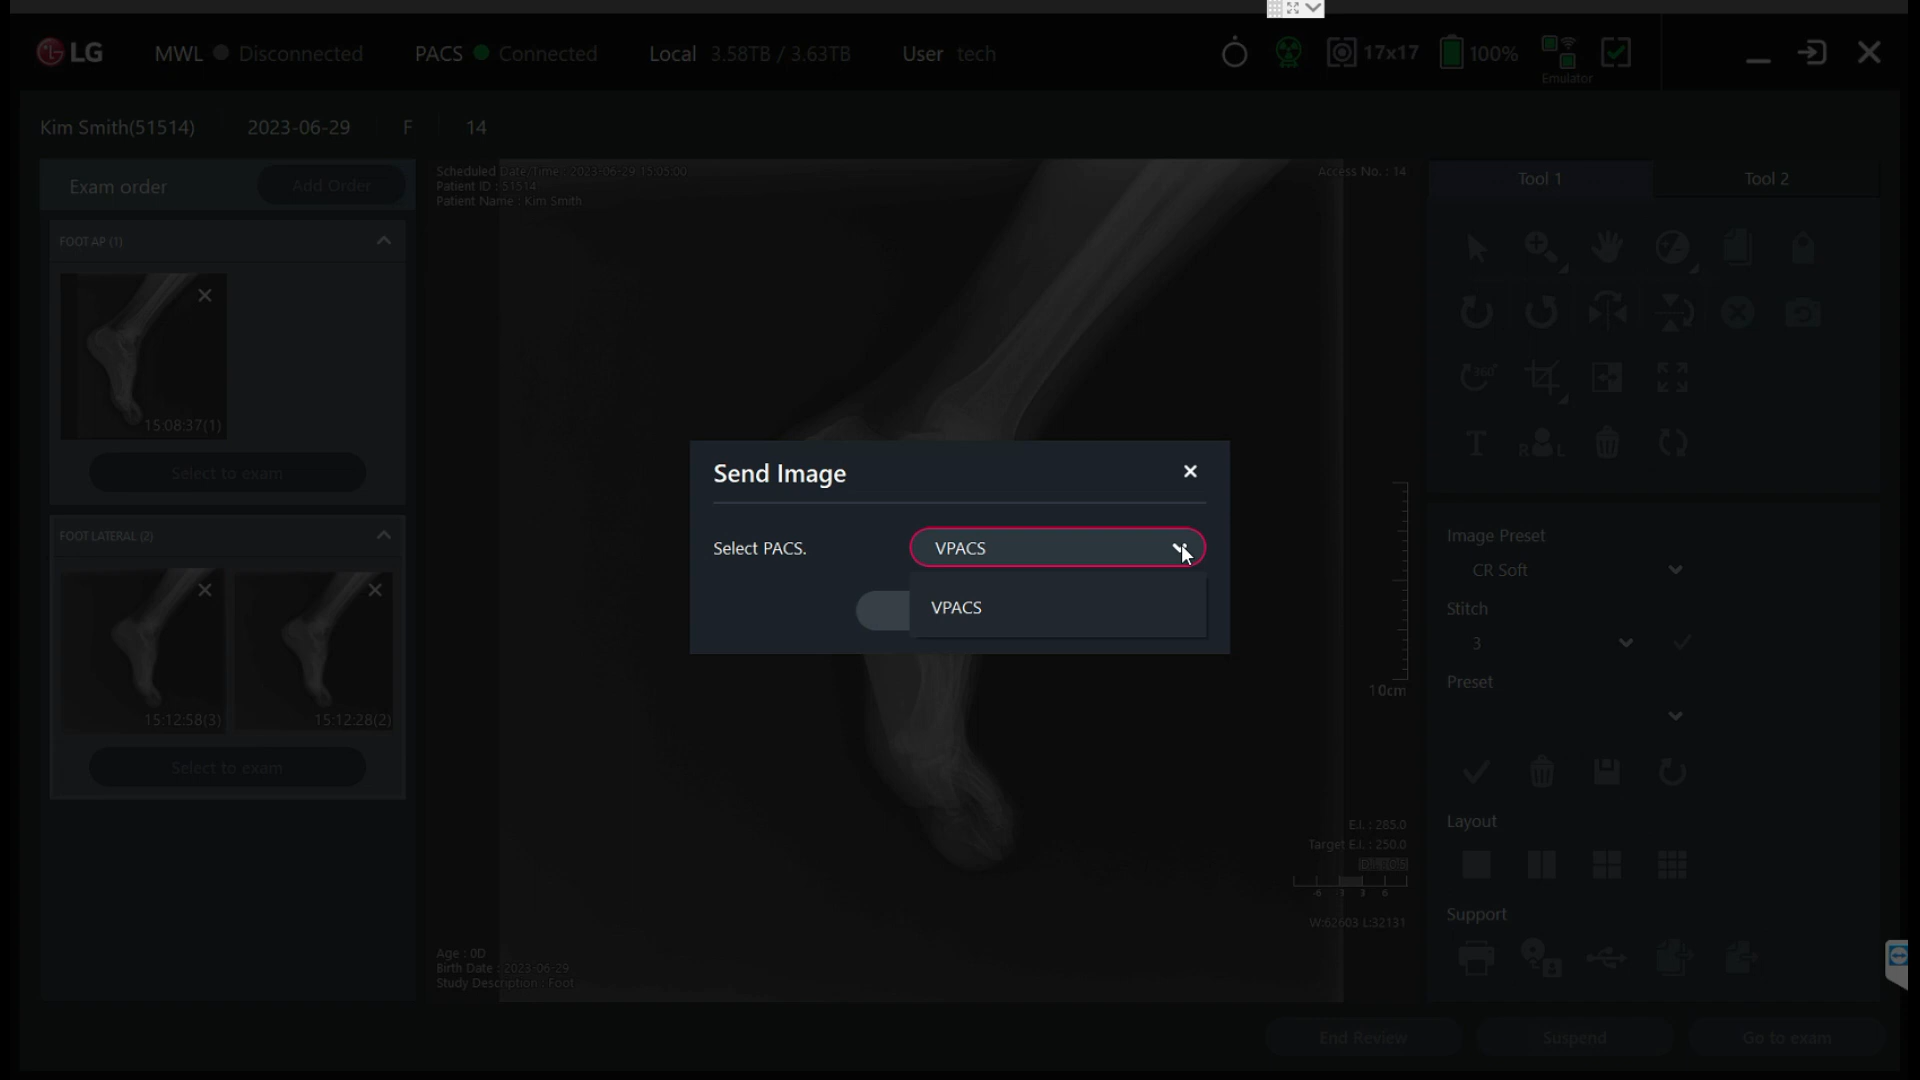 LG MWL Disconnected PACS Connected Local 3.58TB / 3.63TB User tech 17x17 100% Emulator
Kim Smith(51514) 2023-06-29 F 14
Exam order Add Order
FOOT AP (1)
15:08:37(1)
Select to exam
FOOT LATERAL (2)
15:12:58(3) 15:12:28(2)
Select to exam
Scheduled Date/Time : 2023-06-29 15:05:00
Patient ID : 51514
Patient Name : Kim Smith
Access No. : 14
Send Image
Select PACS. VPACS
VPACS
10cm
E.I. : 285.0
Target E.I. : 250.0
-6 -3 3 6
W:62603 L:32131
Age : 0D
Birth Date : 2023-06-29
Study Description : Foot
Tool 1 Tool 2
360°
T R L
Image Preset
CR Soft
Stitch
3
Preset
Layout
Support
End Review Suspend Go to exam